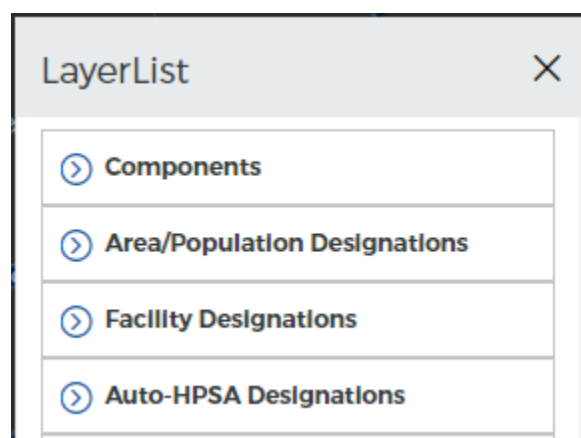 LayerList
Components
Area/Population Designations
Facility Designations
Auto-HPSA Designations